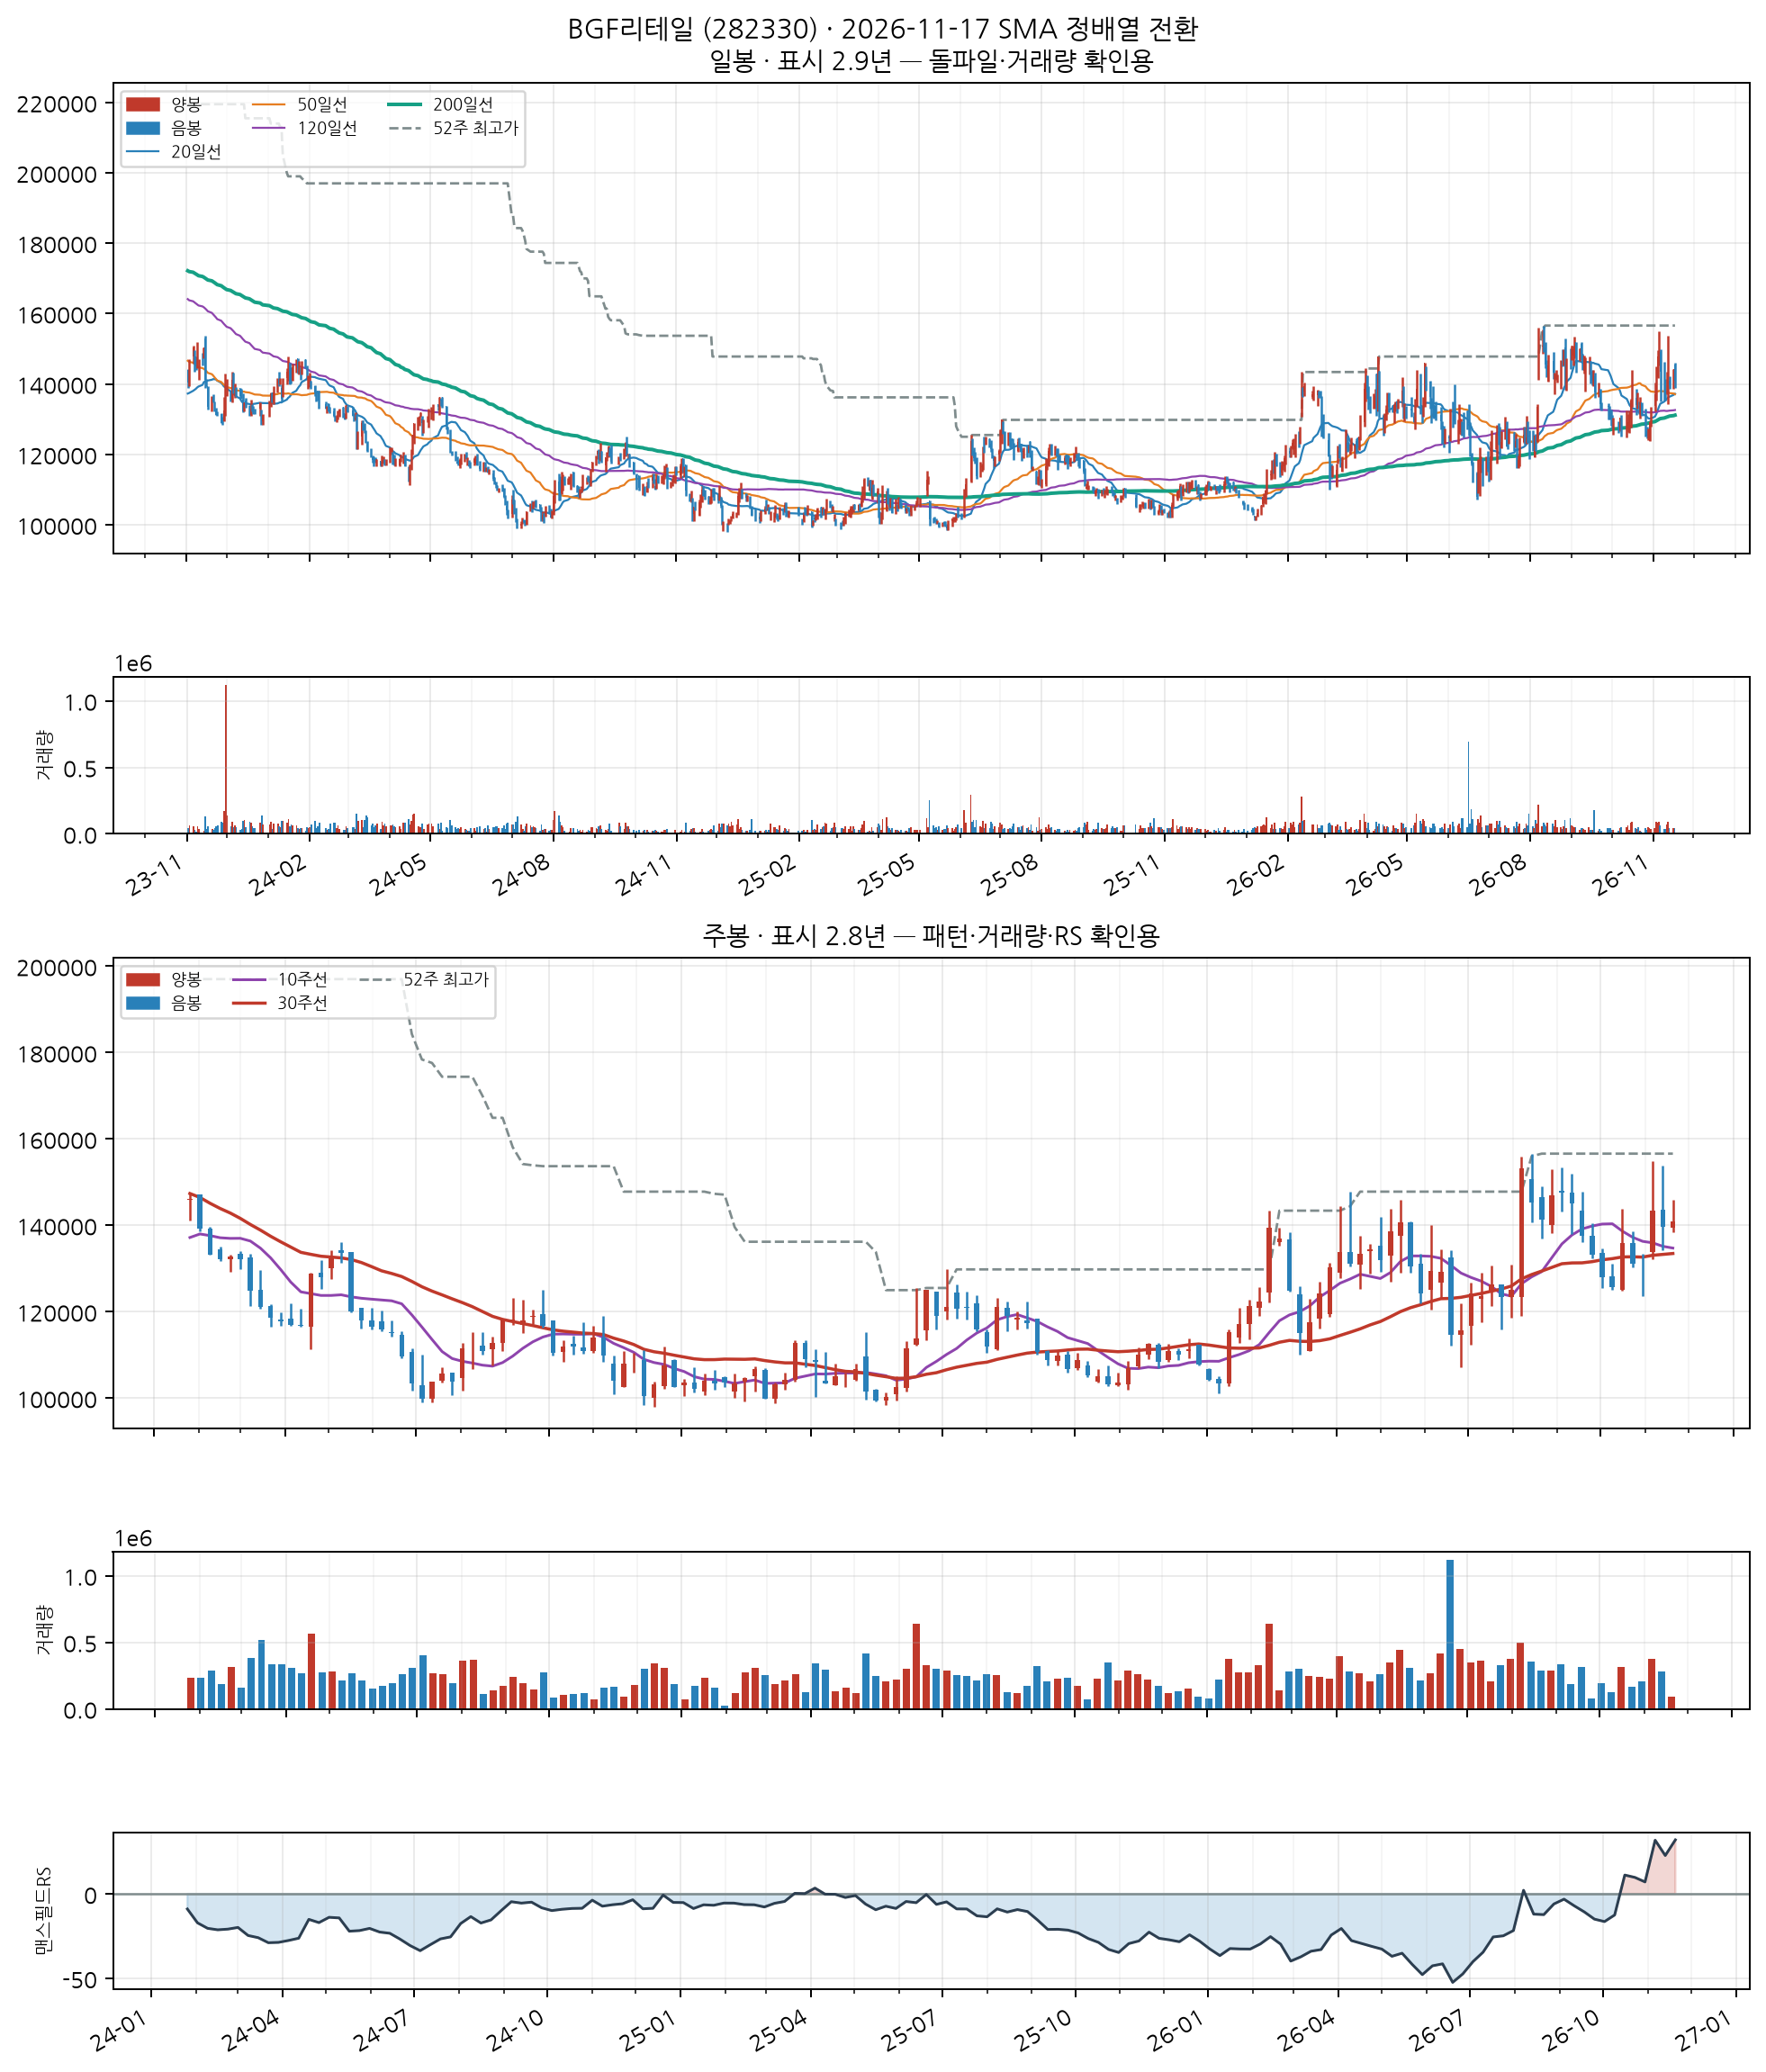 BGF리테일 (282330) · 2026-11-17 SMA 정배열 전환
일봉 · 표시 2.9년 — 돌파일·거래량 확인용
양봉 50일선 200일선
음봉 120일선 52주 최고가
20일선
220000
200000
180000
160000
140000
120000
100000
1e6
1.0
0.5
0.0
거래량
23-11 24-02 24-05 24-08 24-11 25-02 25-05 25-08 25-11 26-02 26-05 26-08 26-11
주봉 · 표시 2.8년 — 패턴·거래량·RS 확인용
양봉 10주선 52주 최고가
음봉 30주선
200000
180000
160000
140000
120000
100000
1e6
1.0
0.5
0.0
거래량
0
-50
맨스필드RS
24-01 24-04 24-07 24-10 25-01 25-04 25-07 25-10 26-01 26-04 26-07 26-10 27-01